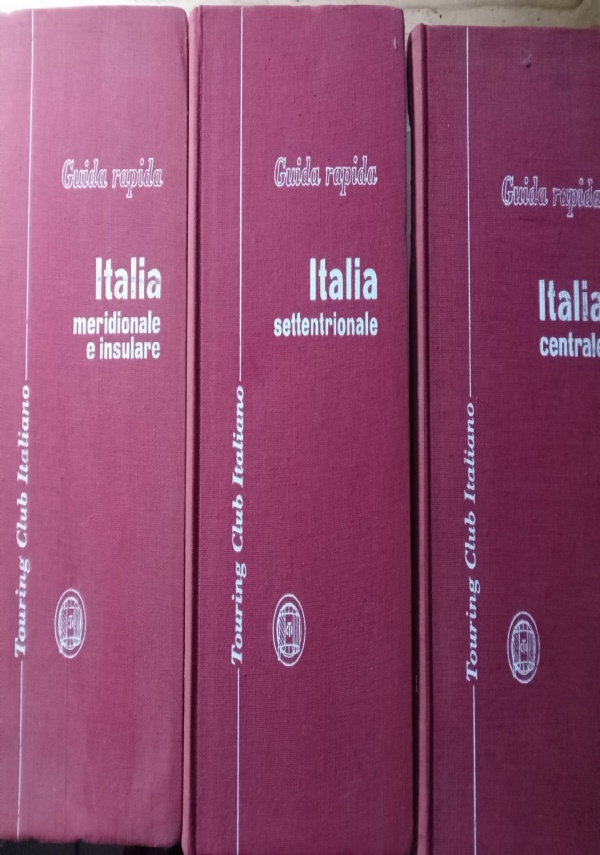 Guida rapida
Italia
meridionale
e insulare
Touring Club Italiano
Guida rapida
Italia
settentrionale
Touring Club Italiano
Guida rapida
Italia
centrale
Touring Club Italiano